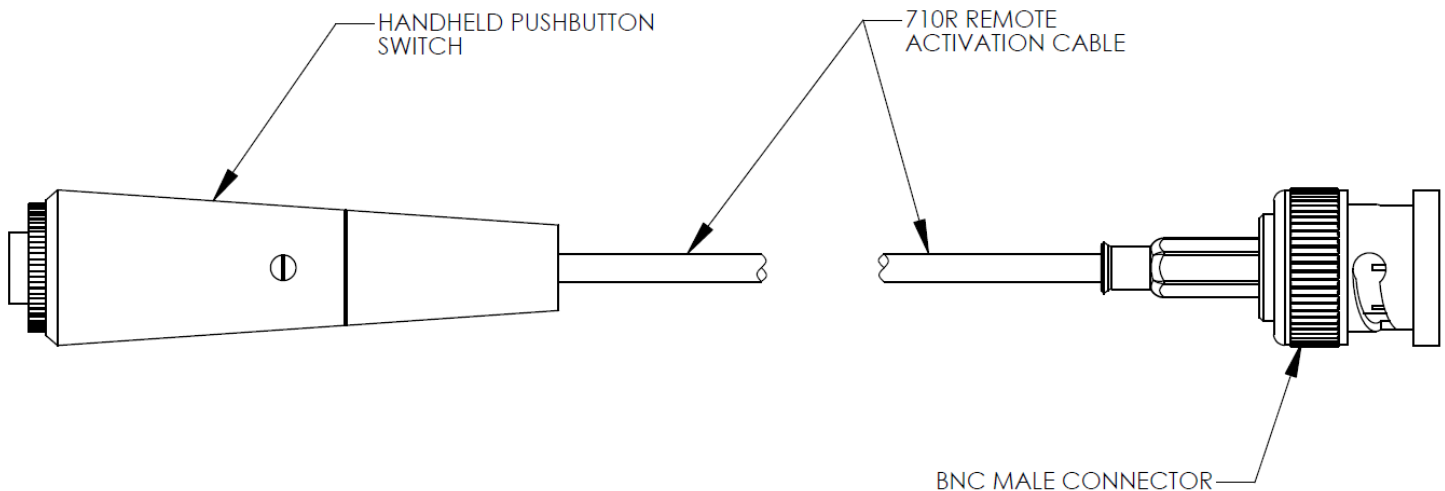 HANDHELD PUSHBUTTON
SWITCH
710R REMOTE
ACTIVATION CABLE
BNC MALE CONNECTOR